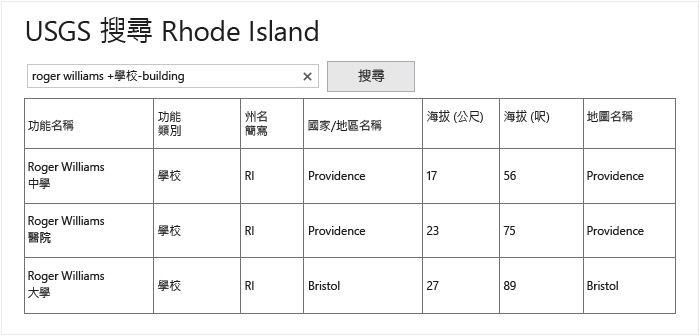 USGS 搜尋 Rhode Island
roger williams +學校-building ×
搜尋
功能名稱
功能
類別
州名
簡寫
國家/地區名稱
海拔 (公尺)
海拔 (呎)
地圖名稱
Roger Williams
中學
學校
RI
Providence
17
56
Providence
Roger Williams
醫院
學校
RI
Providence
23
75
Providence
Roger Williams
大學
學校
RI
Bristol
27
89
Bristol